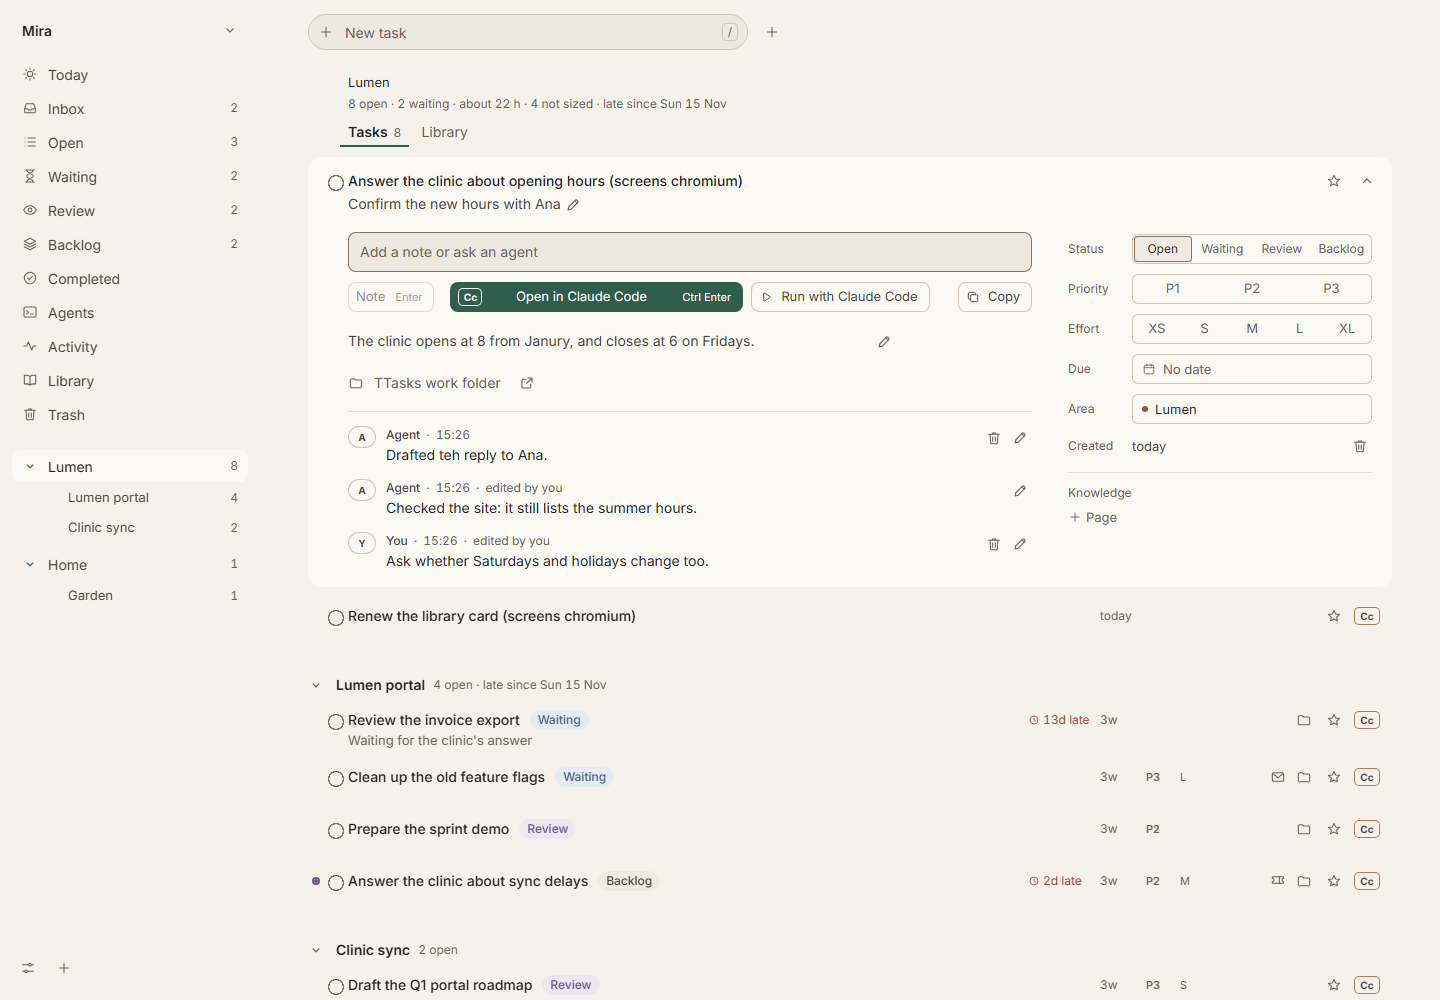 Mira
Today
Inbox 2
Open 3
Waiting 2
Review 2
Backlog 2
Completed
Agents
Activity
Library
Trash
Lumen 8
Lumen portal 4
Clinic sync 2
Home 1
Garden 1
New task /
Lumen
8 open · 2 waiting · about 22 h · 4 not sized · late since Sun 15 Nov
Tasks 8 Library
Answer the clinic about opening hours (screens chromium)
Confirm the new hours with Ana
Add a note or ask an agent
Note Enter Cc Open in Claude Code Ctrl Enter Run with Claude Code Copy
The clinic opens at 8 from Janury, and closes at 6 on Fridays.
TTasks work folder
A Agent · 15:26
Drafted teh reply to Ana.
A Agent · 15:26 · edited by you
Checked the site: it still lists the summer hours.
Y You · 15:26 · edited by you
Ask whether Saturdays and holidays change too.
Status Open Waiting Review Backlog
Priority P1 P2 P3
Effort XS S M L XL
Due No date
Area Lumen
Created today
Knowledge
Page
Renew the library card (screens chromium) today Cc
Lumen portal 4 open · late since Sun 15 Nov
Review the invoice export Waiting 13d late 3w Cc
Waiting for the clinic's answer
Clean up the old feature flags Waiting 3w P3 L Cc
Prepare the sprint demo Review 3w P2 Cc
Answer the clinic about sync delays Backlog 2d late 3w P2 M Cc
Clinic sync 2 open
Draft the Q1 portal roadmap Review 3w P3 S Cc